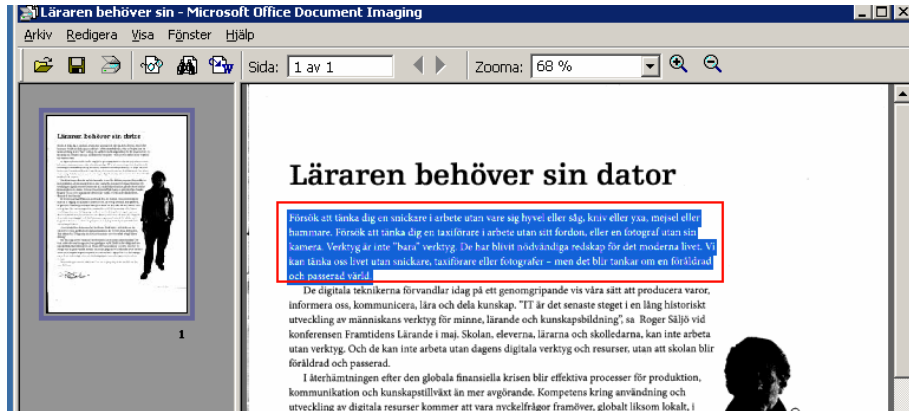 Läraren behöver sin - Microsoft Office Document Imaging
Arkiv Redigera Visa Fönster Hjälp
Sida: 1 av 1 Zooma: 68 %
Läraren behöver sin dator
1
Läraren behöver sin dator
Försök att tänka dig en snickare i arbete utan vare sig hyvel eller såg, kniv eller yxa, mejsel eller
hammare. Försök att tänka dig en taxiförare i arbete utan sitt fordon, eller en fotograf utan sin
kamera. Verktyg är inte "bara" verktyg. De har blivit nödvändiga redskap för det moderna livet. Vi
kan tänka oss livet utan snickare, taxiförare eller fotografer – men det blir tankar om en föråldrad
och passerad värld.
De digitala teknikerna förvandlar idag på ett genomgripande vis våra sätt att producera varor,
informera oss, kommunicera, lära och dela kunskap. "IT är det senaste steget i en lång historiskt
utveckling av människans verktyg för minne, lärande och kunskapsbildning", sa Roger Säljö vid
konferensen Framtidens Lärande i maj. Skolan, eleverna, lärarna och skolledarna, kan inte arbeta
utan verktyg. Och de kan inte arbeta utan dagens digitala verktyg och resurser, utan att skolan blir
föråldrad och passerad.
I återhämtningen efter den globala finansiella krisen blir effektiva processer för produktion,
kommunikation och kunskapstillväxt än mer avgörande. Kompetens kring användning och
utveckling av digitala resurser kommer att vara nyckelfrågor framöver, globalt liksom lokalt, i